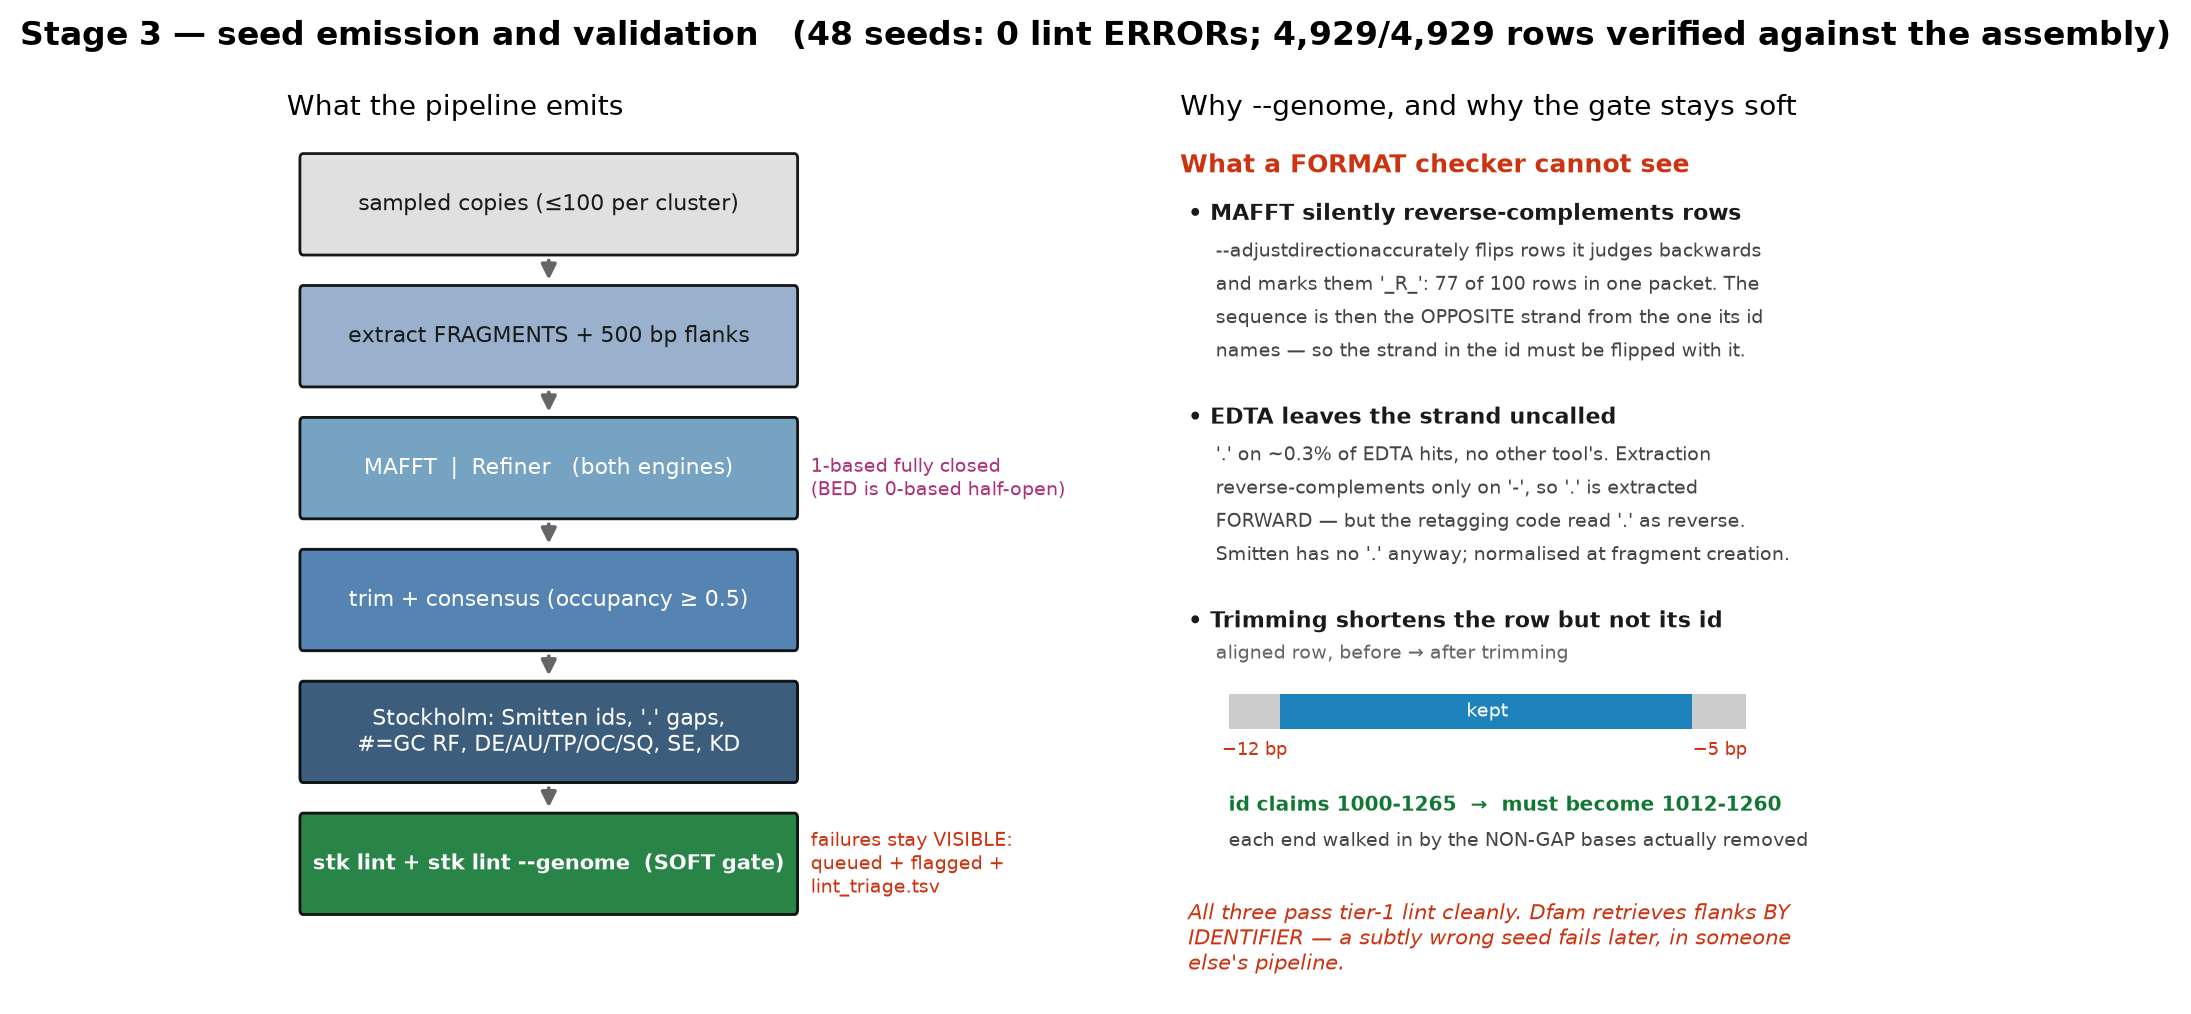 Stage 3 — seed emission and validation (48 seeds: 0 lint ERRORs; 4,929/4,929 rows verified against the assembly)
What the pipeline emits
sampled copies (≤100 per cluster)
extract FRAGMENTS + 500 bp flanks
MAFFT | Refiner (both engines)
1-based fully closed
(BED is 0-based half-open)
trim + consensus (occupancy ≥ 0.5)
Stockholm: Smitten ids, '.' gaps,
#=GC RF, DE/AU/TP/OC/SQ, SE, KD
stk lint + stk lint --genome (SOFT gate)
failures stay VISIBLE:
queued + flagged +
lint_triage.tsv
Why --genome, and why the gate stays soft
What a FORMAT checker cannot see
• MAFFT silently reverse-complements rows
--adjustdirectionaccurately flips rows it judges backwards
and marks them '_R_': 77 of 100 rows in one packet. The
sequence is then the OPPOSITE strand from the one its id
names — so the strand in the id must be flipped with it.
• EDTA leaves the strand uncalled
'.' on ~0.3% of EDTA hits, no other tool's. Extraction
reverse-complements only on '-', so '.' is extracted
FORWARD — but the retagging code read '.' as reverse.
Smitten has no '.' anyway; normalised at fragment creation.
• Trimming shortens the row but not its id
aligned row, before → after trimming
kept
−12 bp
−5 bp
id claims 1000-1265 → must become 1012-1260
each end walked in by the NON-GAP bases actually removed
All three pass tier-1 lint cleanly. Dfam retrieves flanks BY
IDENTIFIER — a subtly wrong seed fails later, in someone
else's pipeline.